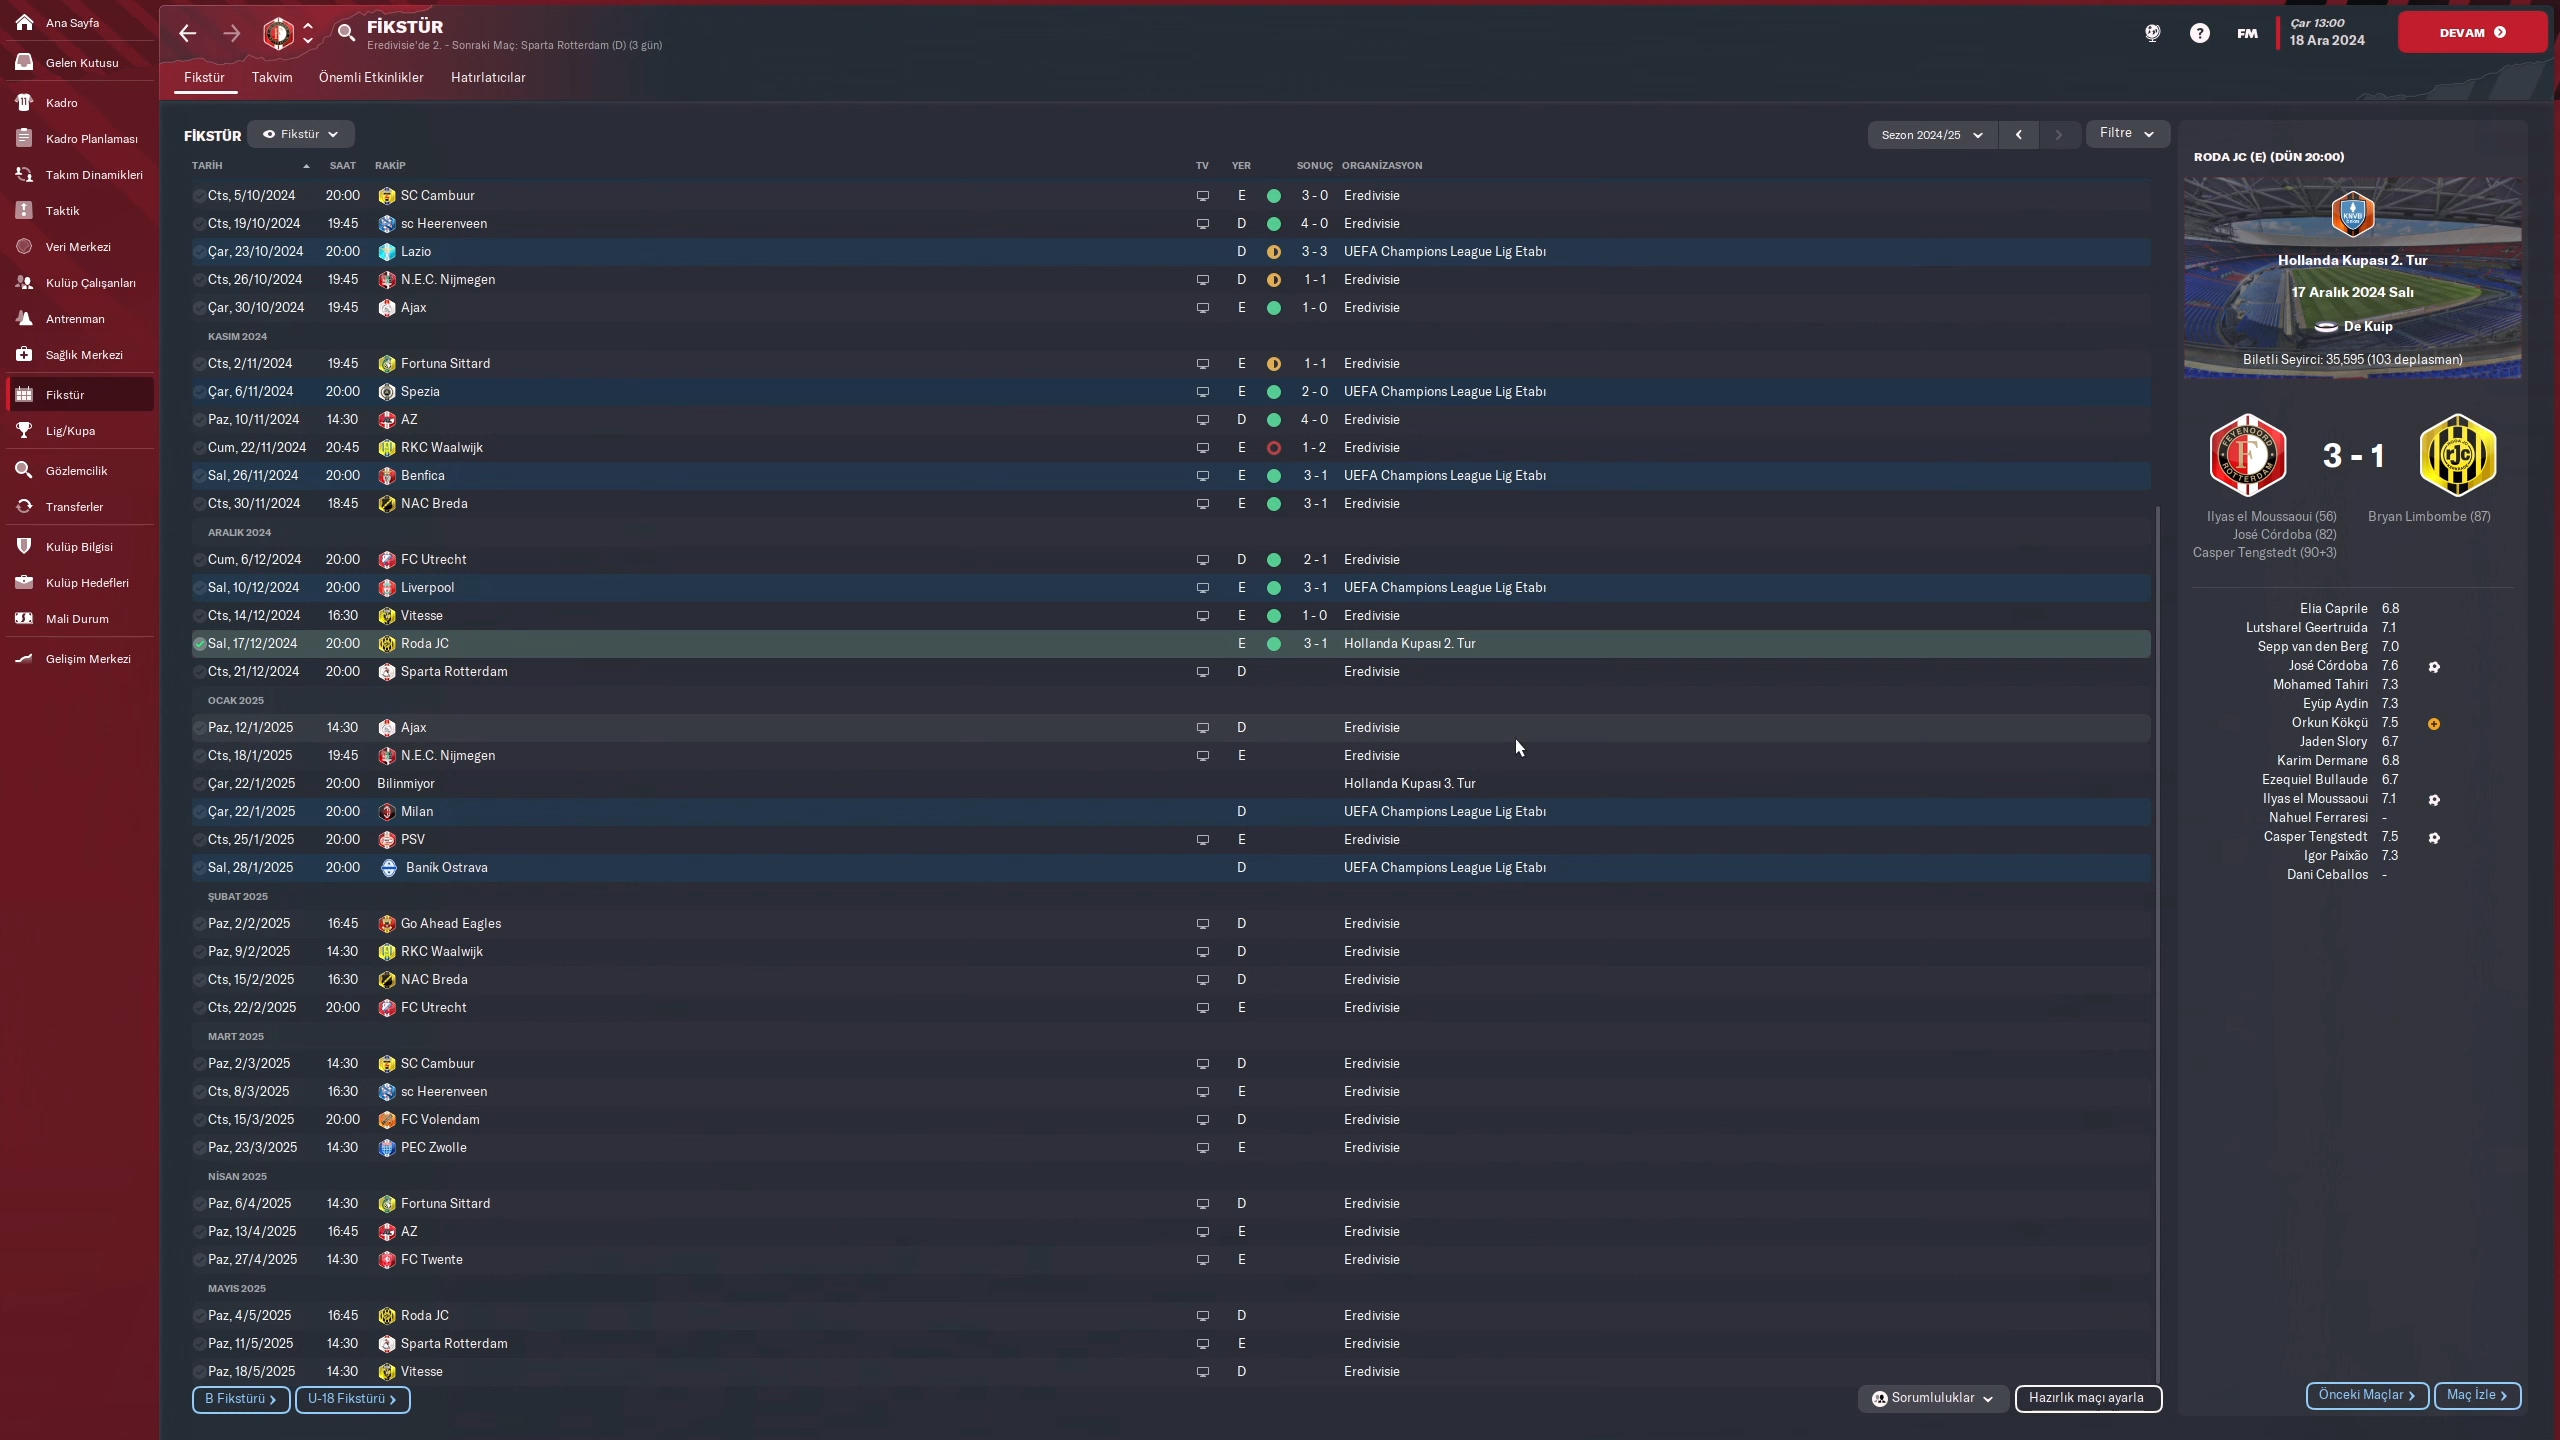 Ana Sayfa
Gelen Kutusu
Kadro
Kadro Planlaması
Takım Dinamikleri
Taktik
Veri Merkezi
Kulüp Çalışanları
Antrenman
Sağlık Merkezi
Fikstür
Lig/Kupa
Gözlemcilik
Transferler
Kulüp Bilgisi
Kulüp Hedefleri
Mali Durum
Gelişim Merkezi
FİKSTÜR
Eredivisie'de 2. - Sonraki Maç: Sparta Rotterdam (D) (3 gün)
FM
Çar 13:00
18 Ara 2024
DEVAM
Fikstür Takvim Önemli Etkinlikler Hatırlatıcılar
FİKSTÜR Fikstür Sezon 2024/25 Filtre
TARİH SAAT RAKİP TV YER SONUÇ ORGANİZASYON
Cts, 5/10/2024 20:00 SC Cambuur E 3 - 0 Eredivisie
Cts, 19/10/2024 19:45 sc Heerenveen D 4 - 0 Eredivisie
Çar, 23/10/2024 20:00 Lazio D 3 - 3 UEFA Champions League Lig Etabı
Cts, 26/10/2024 19:45 N.E.C. Nijmegen D 1 - 1 Eredivisie
Çar, 30/10/2024 19:45 Ajax E 1 - 0 Eredivisie
KASIM 2024
Cts, 2/11/2024 19:45 Fortuna Sittard E 1 - 1 Eredivisie
Çar, 6/11/2024 20:00 Spezia E 2 - 0 UEFA Champions League Lig Etabı
Paz, 10/11/2024 14:30 AZ D 4 - 0 Eredivisie
Cum, 22/11/2024 20:45 RKC Waalwijk E 1 - 2 Eredivisie
Sal, 26/11/2024 20:00 Benfica E 3 - 1 UEFA Champions League Lig Etabı
Cts, 30/11/2024 18:45 NAC Breda E 3 - 1 Eredivisie
ARALIK 2024
Cum, 6/12/2024 20:00 FC Utrecht D 2 - 1 Eredivisie
Sal, 10/12/2024 20:00 Liverpool E 3 - 1 UEFA Champions League Lig Etabı
Cts, 14/12/2024 16:30 Vitesse E 1 - 0 Eredivisie
Sal, 17/12/2024 20:00 Roda JC E 3 - 1 Hollanda Kupası 2. Tur
Cts, 21/12/2024 20:00 Sparta Rotterdam D Eredivisie
OCAK 2025
Paz, 12/1/2025 14:30 Ajax D Eredivisie
Cts, 18/1/2025 19:45 N.E.C. Nijmegen E Eredivisie
Çar, 22/1/2025 20:00 Bilinmiyor Hollanda Kupası 3. Tur
Çar, 22/1/2025 20:00 Milan D UEFA Champions League Lig Etabı
Cts, 25/1/2025 20:00 PSV E Eredivisie
Sal, 28/1/2025 20:00 Baník Ostrava D UEFA Champions League Lig Etabı
ŞUBAT 2025
Paz, 2/2/2025 16:45 Go Ahead Eagles D Eredivisie
Paz, 9/2/2025 14:30 RKC Waalwijk D Eredivisie
Cts, 15/2/2025 16:30 NAC Breda D Eredivisie
Cts, 22/2/2025 20:00 FC Utrecht E Eredivisie
MART 2025
Paz, 2/3/2025 14:30 SC Cambuur D Eredivisie
Cts, 8/3/2025 16:30 sc Heerenveen E Eredivisie
Cts, 15/3/2025 20:00 FC Volendam D Eredivisie
Paz, 23/3/2025 14:30 PEC Zwolle E Eredivisie
NİSAN 2025
Paz, 6/4/2025 14:30 Fortuna Sittard D Eredivisie
Paz, 13/4/2025 16:45 AZ E Eredivisie
Paz, 27/4/2025 14:30 FC Twente E Eredivisie
MAYIS 2025
Paz, 4/5/2025 16:45 Roda JC D Eredivisie
Paz, 11/5/2025 14:30 Sparta Rotterdam E Eredivisie
Paz, 18/5/2025 14:30 Vitesse D Eredivisie
B Fikstürü U-18 Fikstürü Sorumluluklar Hazırlık maçı ayarla
RODA JC (E) (DÜN 20:00)
KNVB
Hollanda Kupası 2. Tur
17 Aralık 2024 Salı
De Kuip
Biletli Seyirci: 35,595 (103 deplasman)
FEYENOORD
ROTTERDAM
3 - 1
rjc
Ilyas el Moussaoui (56) Bryan Limbombe (87)
José Córdoba (82)
Casper Tengstedt (90+3)
Elia Caprile 6.8
Lutsharel Geertruida 7.1
Sepp van den Berg 7.0
José Córdoba 7.6
Mohamed Tahiri 7.3
Eyüp Aydin 7.3
Orkun Kökçü 7.5
Jaden Slory 6.7
Karim Dermane 6.8
Ezequiel Bullaude 6.7
Ilyas el Moussaoui 7.1
Nahuel Ferraresi -
Casper Tengstedt 7.5
Igor Paixão 7.3
Dani Ceballos -
Önceki Maçlar Maç İzle